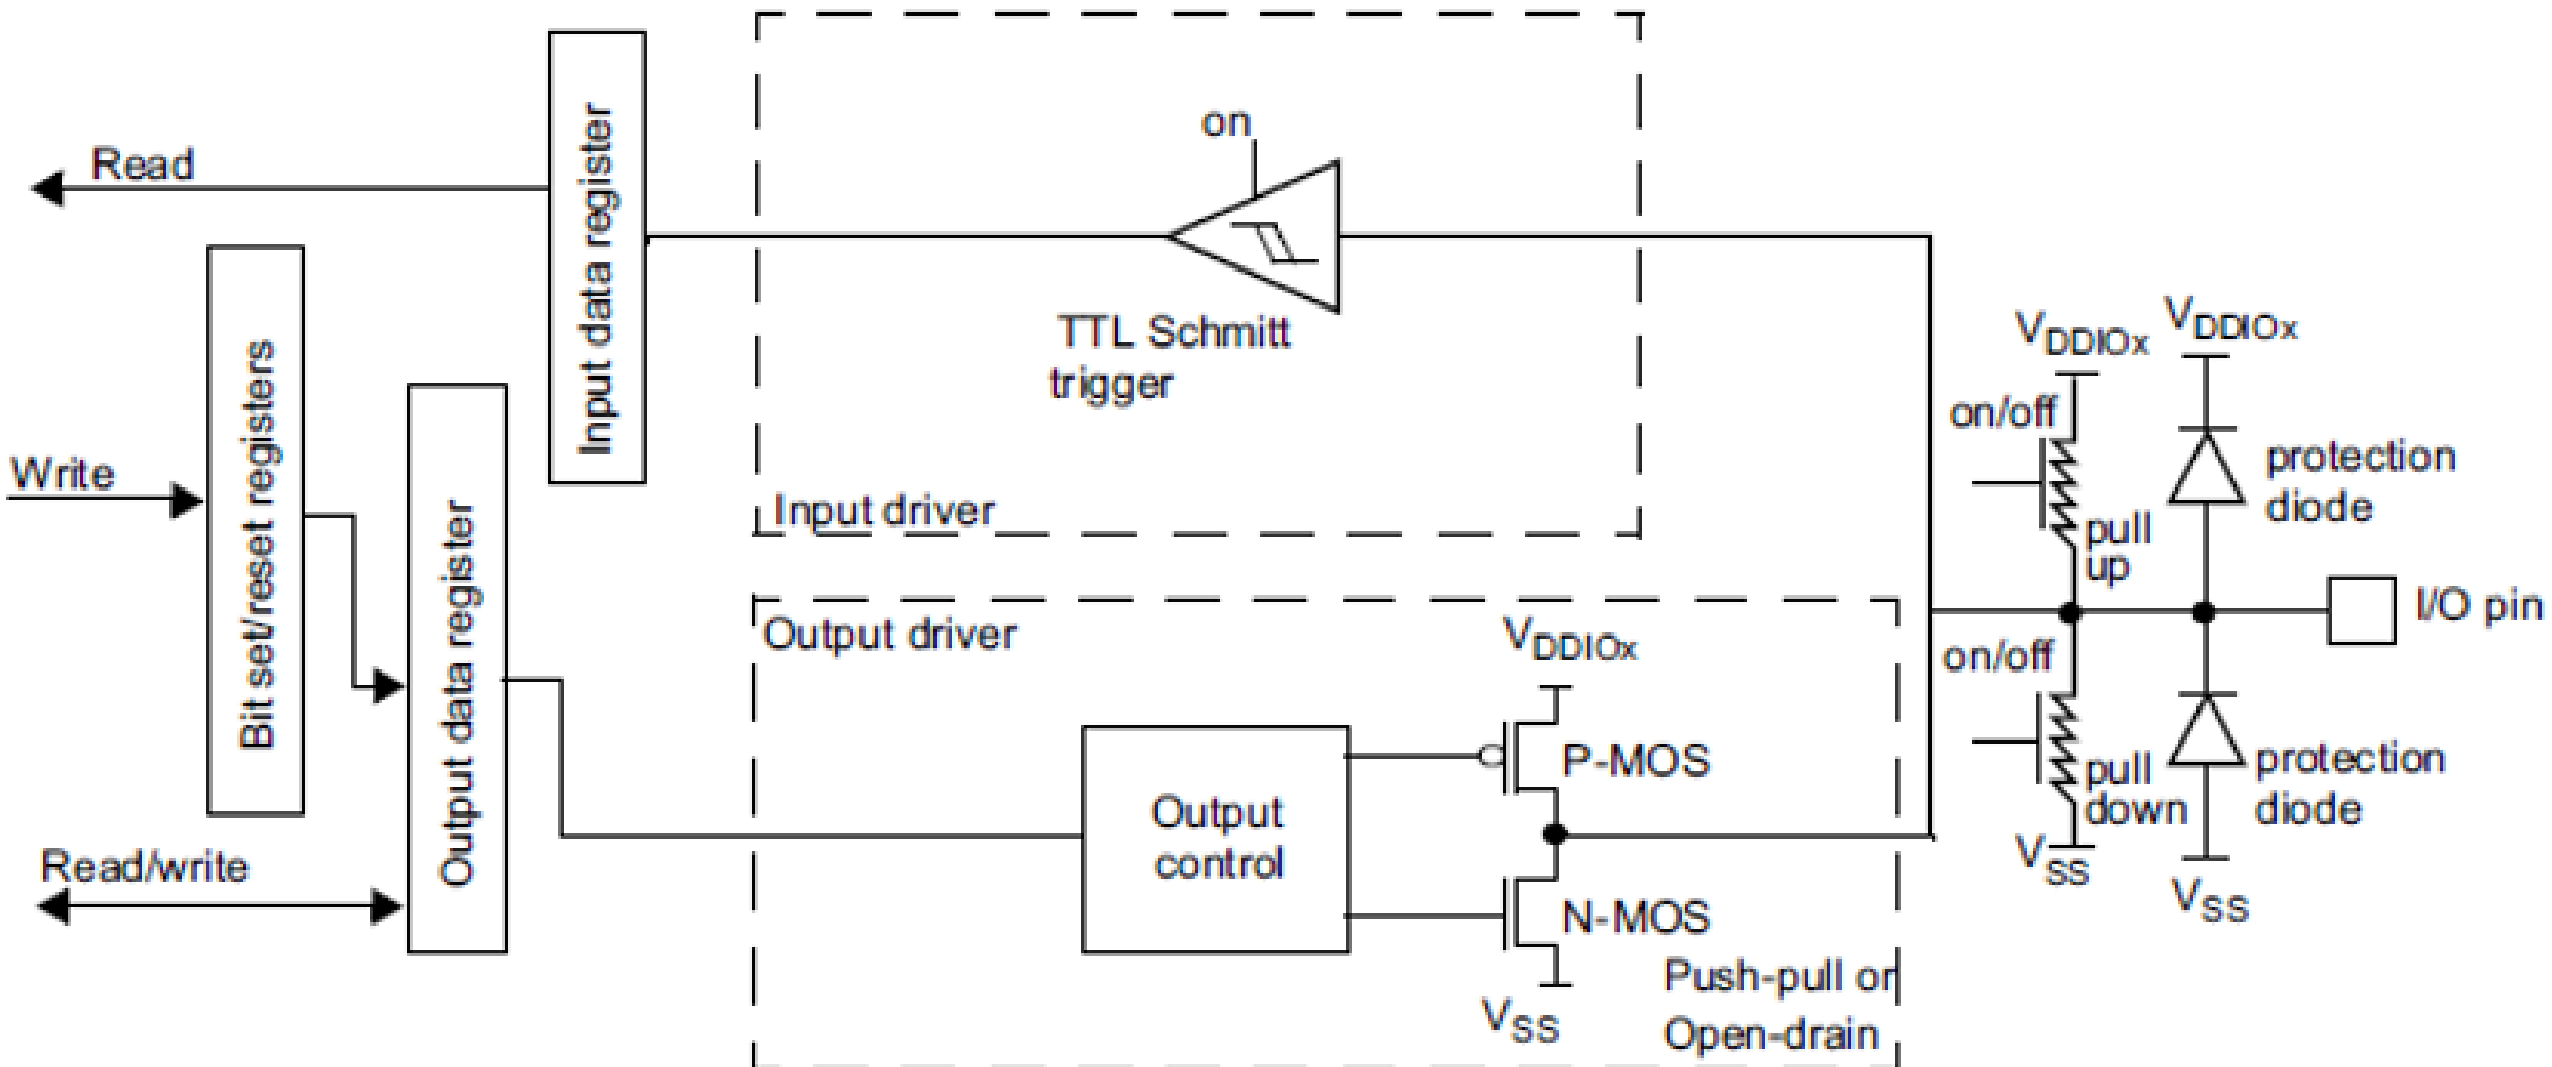 on
Read
Input data register
TTL Schmitt
trigger
Input driver
Write
Bit set/reset registers
Output data register
Read/write
Output driver
VDDIOx
Output
control
P-MOS
N-MOS
VSS
Push-pull or
Open-drain
VDDIOx
VDDIOx
on/off
pull
up
protection
diode
I/O pin
on/off
pull
down
protection
diode
VSS
VSS